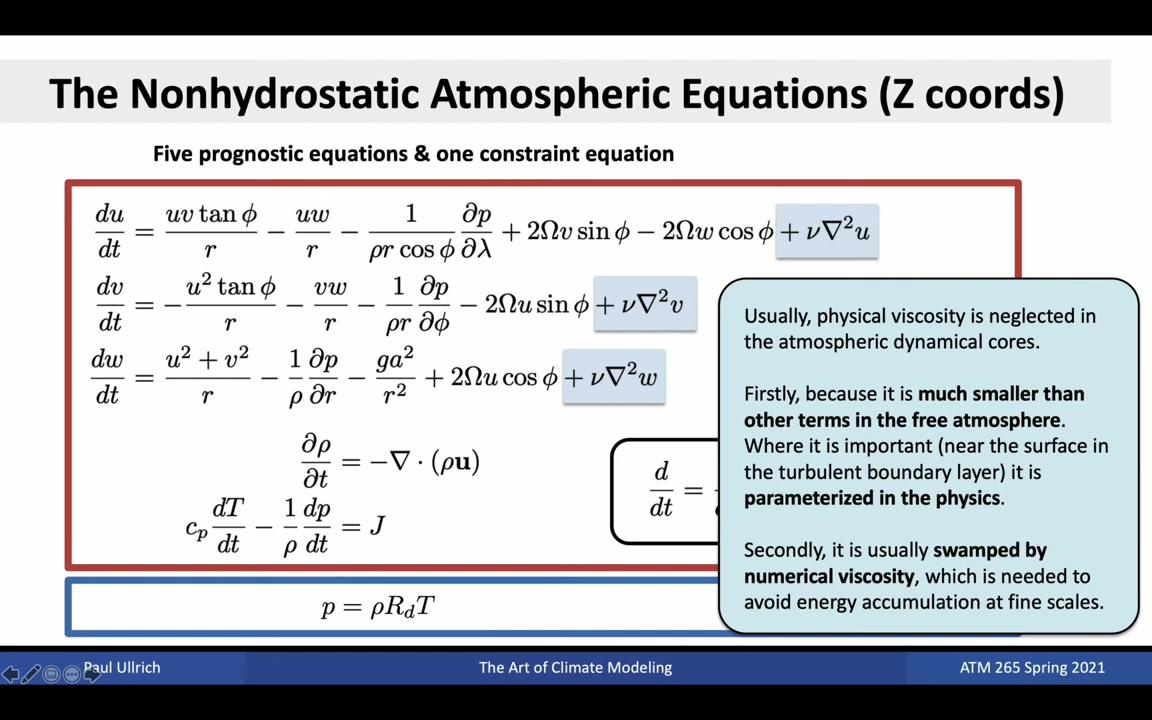 The Nonhydrostatic Atmospheric Equations (Z coords)
Five prognostic equations & one constraint equation
du/dt = uv tan ϕ/r − uw/r − 1/(ρr cos ϕ) ∂p/∂λ + 2Ωv sin ϕ − 2Ωw cos ϕ + ν∇²u
dv/dt = −u² tan ϕ/r − vw/r − 1/(ρr) ∂p/∂ϕ − 2Ωu sin ϕ + ν∇²v
dw/dt = (u² + v²)/r − 1/ρ ∂p/∂r − ga²/r² + 2Ωu cos ϕ + ν∇²w
∂ρ/∂t = −∇ · (ρu)
c_p dT/dt − 1/ρ dp/dt = J
d/dt =
p = ρR_dT
Usually, physical viscosity is neglected in
the atmospheric dynamical cores.
Firstly, because it is much smaller than
other terms in the free atmosphere.
Where it is important (near the surface in
the turbulent boundary layer) it is
parameterized in the physics.
Secondly, it is usually swamped by
numerical viscosity, which is needed to
avoid energy accumulation at fine scales.
Paul Ullrich
The Art of Climate Modeling
ATM 265 Spring 2021